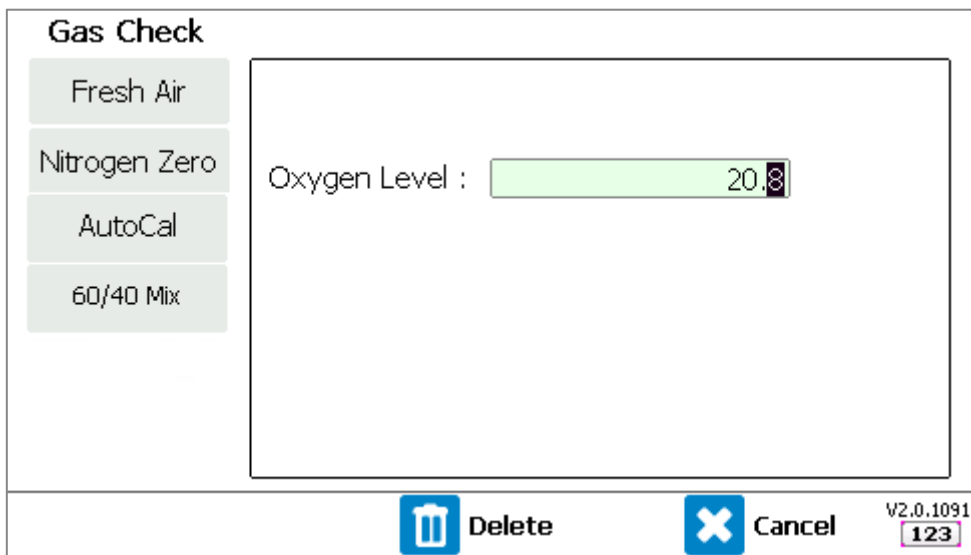 Gas Check
Fresh Air
Nitrogen Zero
AutoCal
60/40 Mix
Oxygen Level :
20.8
Delete
Cancel
V2.0.1091
123